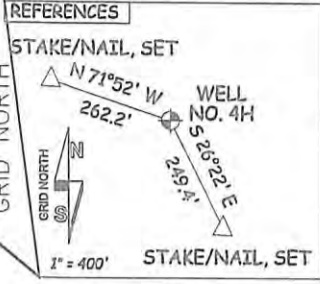 REFERENCES
STAKE/NAIL, SET
N 71°52' W
262.2'
WELL
NO. 4H
S 26°22' E
249.4'
GRID NORTH
GRID NORTH
N
S
1" = 400'
STAKE/NAIL, SET